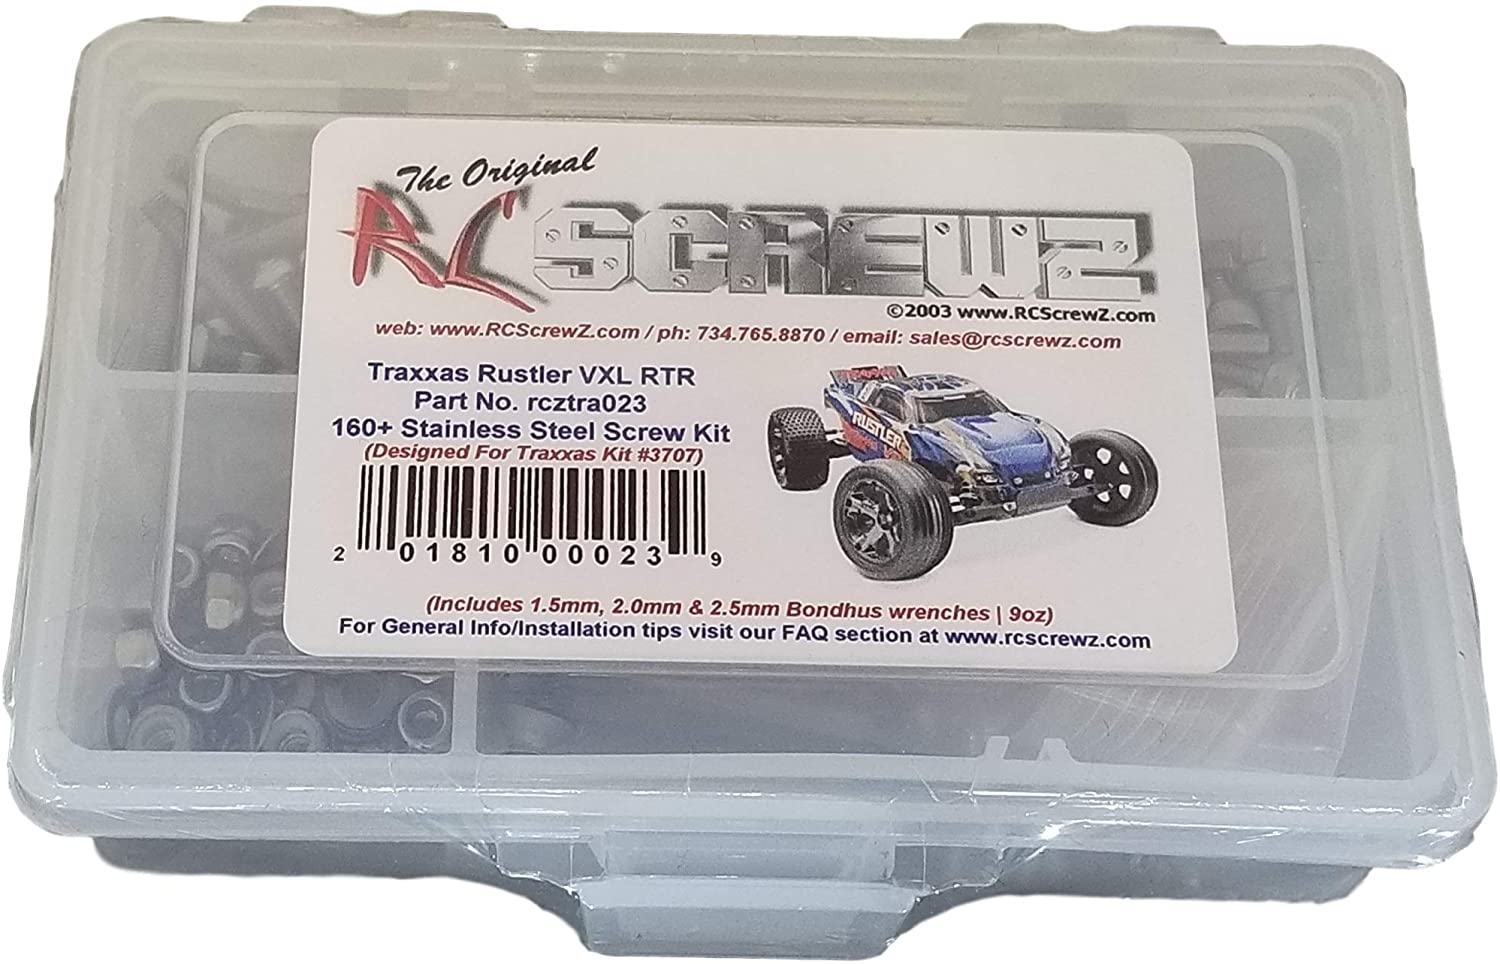 The Original
RC SCREWZ
©2003 www.RCScrewZ.com
web: www.RCScrewZ.com / ph: 734.765.8870 / email: sales@rcscrewz.com
Traxxas Rustler VXL RTR
Part No. rcztra023
160+ Stainless Steel Screw Kit
(Designed For Traxxas Kit #3707)
RUSTLER
2 01810 00023 9
(Includes 1.5mm, 2.0mm & 2.5mm Bondhus wrenches | 9oz)
For General Info/Installation tips visit our FAQ section at www.rcscrewz.com